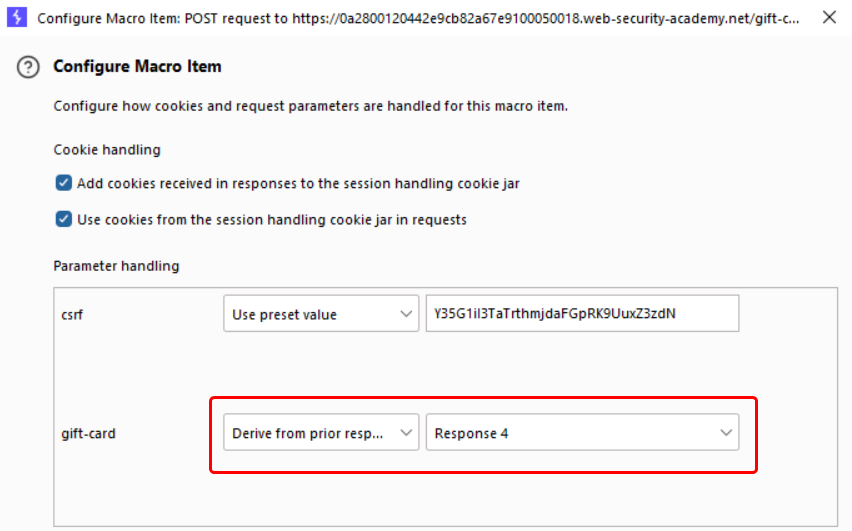 Configure Macro Item: POST request to https://0a2800120442e9cb82a67e9100050018.web-security-academy.net/gift-c...
? Configure Macro Item
Configure how cookies and request parameters are handled for this macro item.
Cookie handling
Add cookies received in responses to the session handling cookie jar
Use cookies from the session handling cookie jar in requests
Parameter handling
csrf Use preset value Y35G1il3TaTrthmjdaFGpRK9UuxZ3zdN
gift-card Derive from prior resp... Response 4